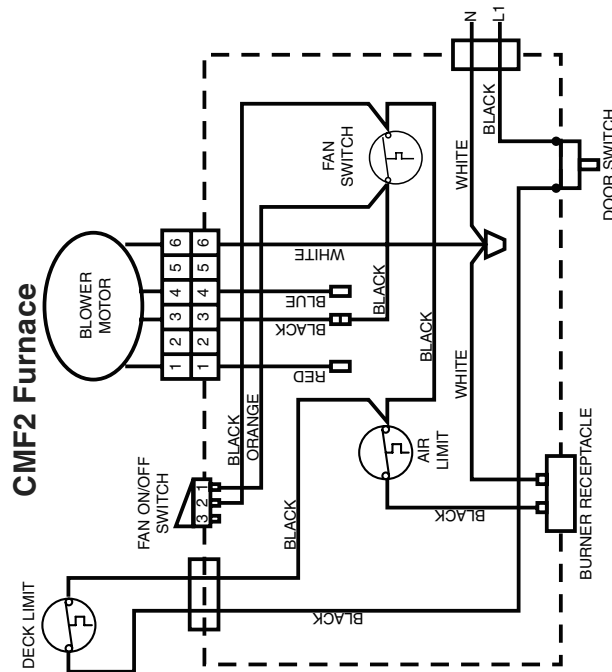 CMF2 Furnace
BLOWER
MOTOR
1 2 3 4 5 6
1 2 3 4 5 6
RED
BLACK
BLUE
WHITE
FAN ON/OFF
SWITCH
3 2 1
BLACK
ORANGE
FAN
SWITCH
BLACK
BLACK
DECK LIMIT
BLACK
BLACK
AIR
LIMIT
BLACK
WHITE
WHITE
BLACK
N
L1
BURNER RECEPTACLE
DOOR SWITCH